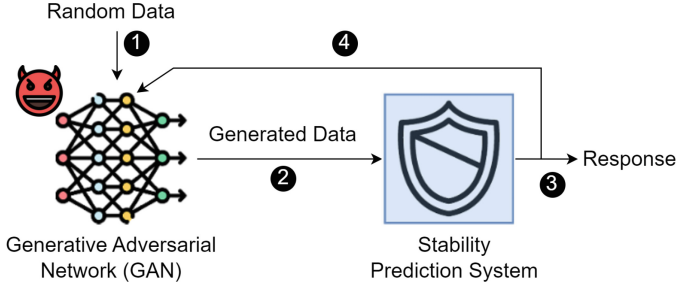 Random Data
1
4
Generated Data
2
3
Response
Generative Adversarial
Network (GAN)
Stability
Prediction System